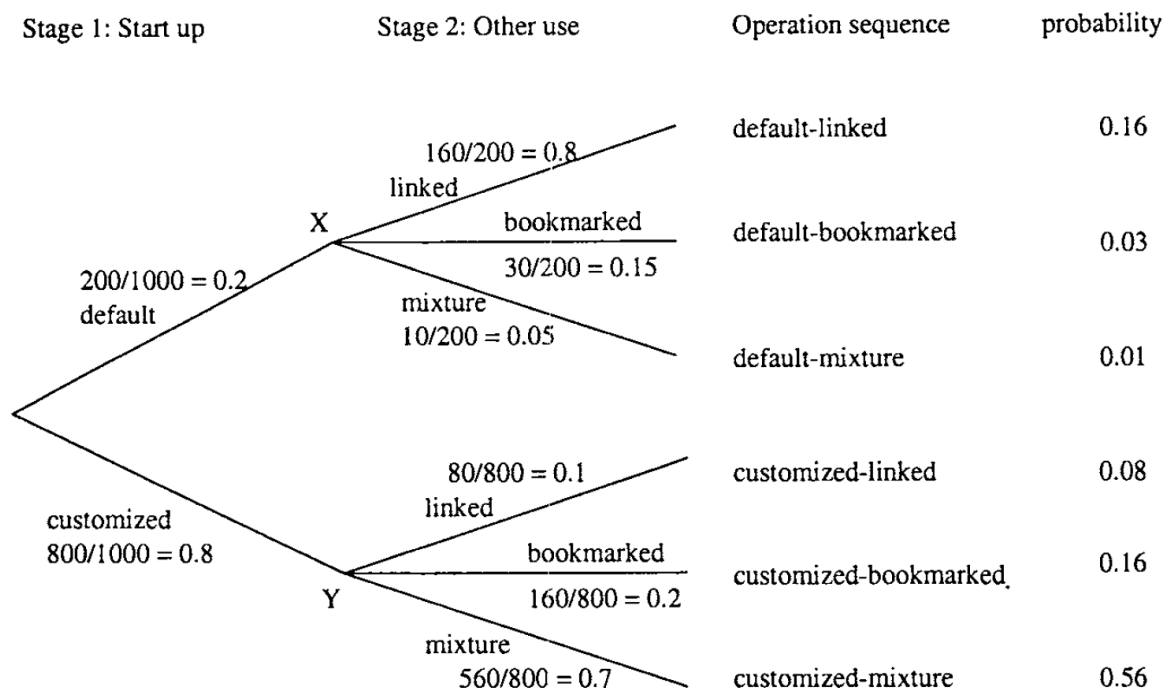 Stage 1: Start up Stage 2: Other use Operation sequence probability
160/200 = 0.8 default-linked 0.16
linked
X bookmarked default-bookmarked 0.03
200/1000 = 0.2 30/200 = 0.15
default mixture
10/200 = 0.05 default-mixture 0.01
80/800 = 0.1 customized-linked 0.08
linked
customized
800/1000 = 0.8 bookmarked customized-bookmarked 0.16
Y 160/800 = 0.2
mixture
560/800 = 0.7 customized-mixture 0.56